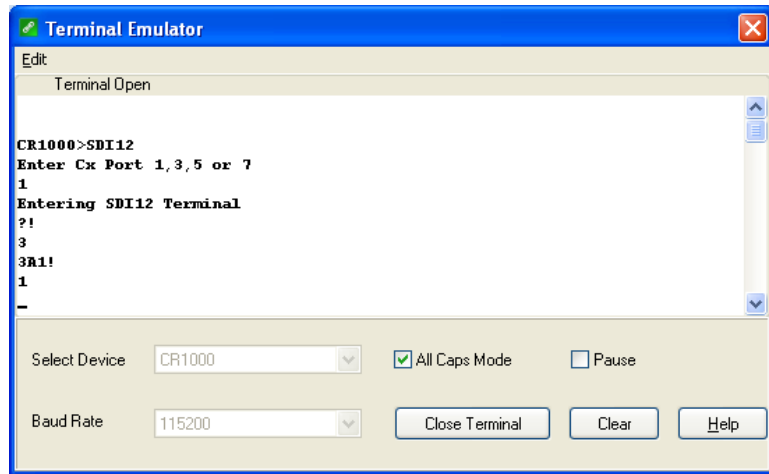 Terminal Emulator
Edit
Terminal Open
CR1000>SDI12
Enter Cx Port 1,3,5 or 7
1
Entering SDI12 Terminal
?!
3
3A1!
1
Select Device CR1000 All Caps Mode Pause
Baud Rate 115200 Close Terminal Clear Help